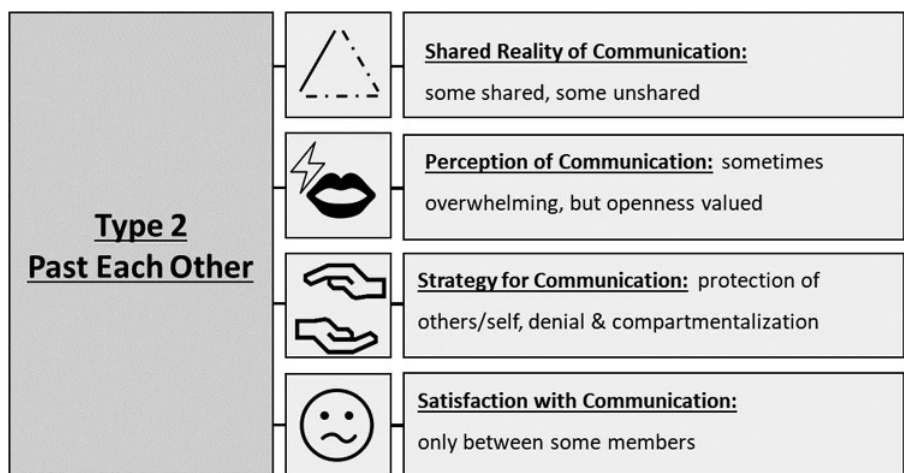 Type 2
Past Each Other
Shared Reality of Communication:
some shared, some unshared
Perception of Communication: sometimes
overwhelming, but openness valued
Strategy for Communication: protection of
others/self, denial & compartmentalization
Satisfaction with Communication:
only between some members